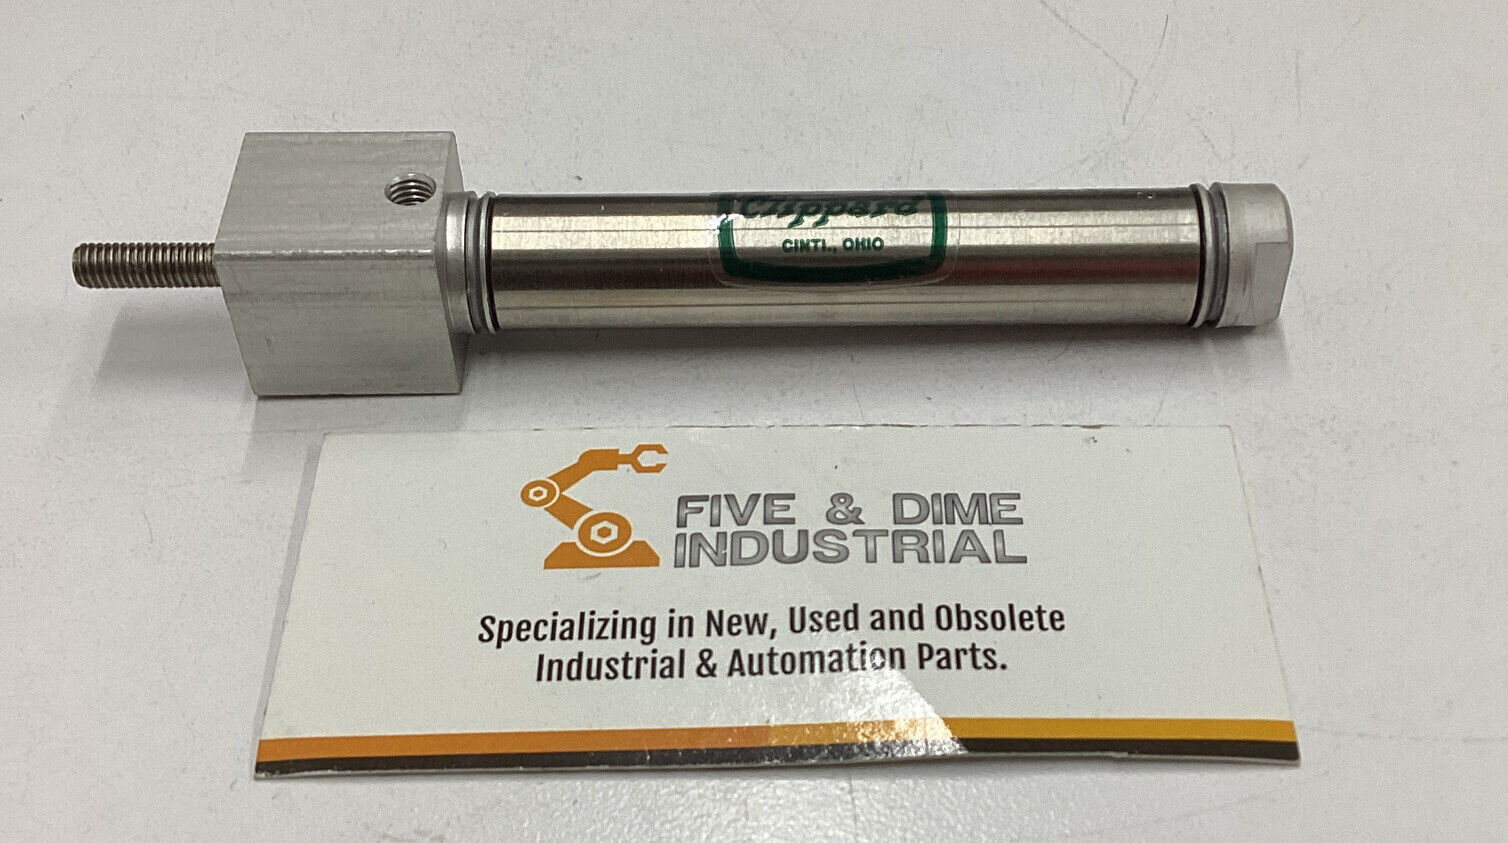 Clippard
CINTI., OHIO
FIVE & DIME
INDUSTRIAL
Specializing in New, Used and Obsolete
Industrial & Automation Parts.